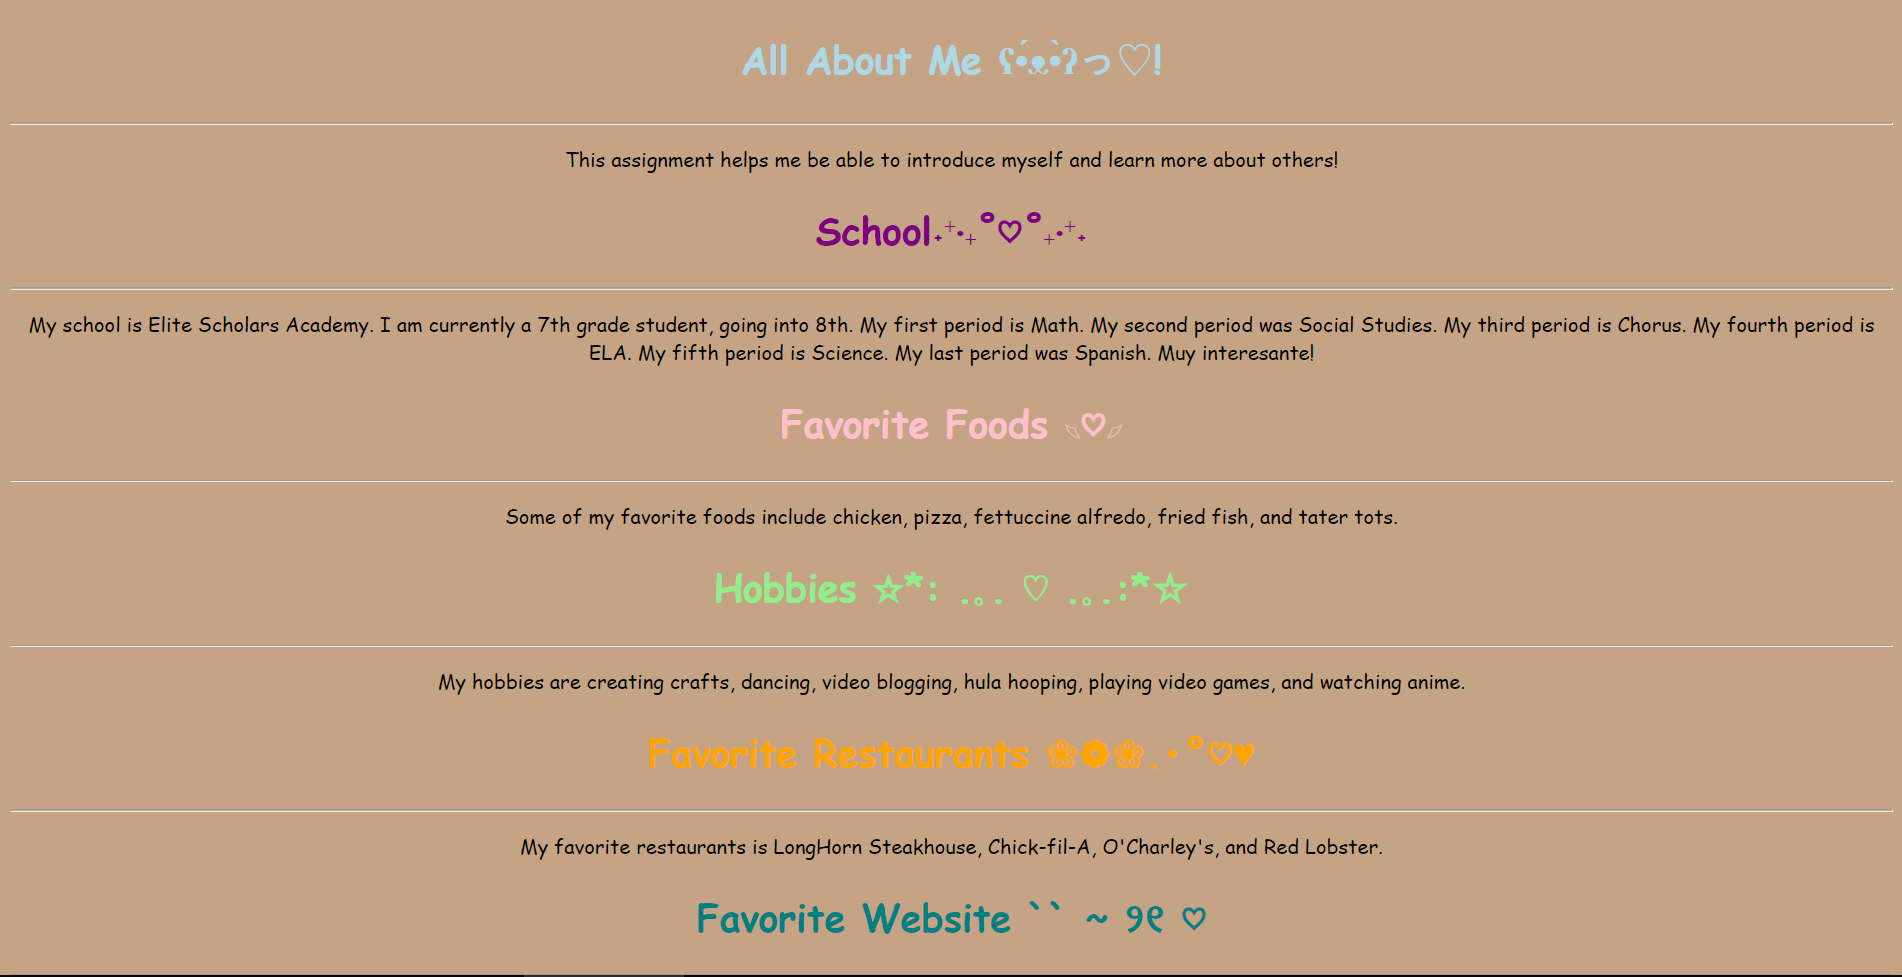 All About Me ʕ•́ᴥ•̀ʔっ♡!
This assignment helps me be able to introduce myself and learn more about others!
School˖⁺‧₊˚♡˚₊‧⁺˖
My school is Elite Scholars Academy. I am currently a 7th grade student, going into 8th. My first period is Math. My second period was Social Studies. My third period is Chorus. My fourth period is
ELA. My fifth period is Science. My last period was Spanish. Muy interesante!
Favorite Foods ⸜♡⸝
Some of my favorite foods include chicken, pizza, fettuccine alfredo, fried fish, and tater tots.
Hobbies ☆*: .｡. ♡ .｡.:*☆
My hobbies are creating crafts, dancing, video blogging, hula hooping, playing video games, and watching anime.
Favorite Restaurants ❀❁❀.·˚♡♥
My favorite restaurants is LongHorn Steakhouse, Chick-fil-A, O'Charley's, and Red Lobster.
Favorite Website `` ~ ୨୧ ♡